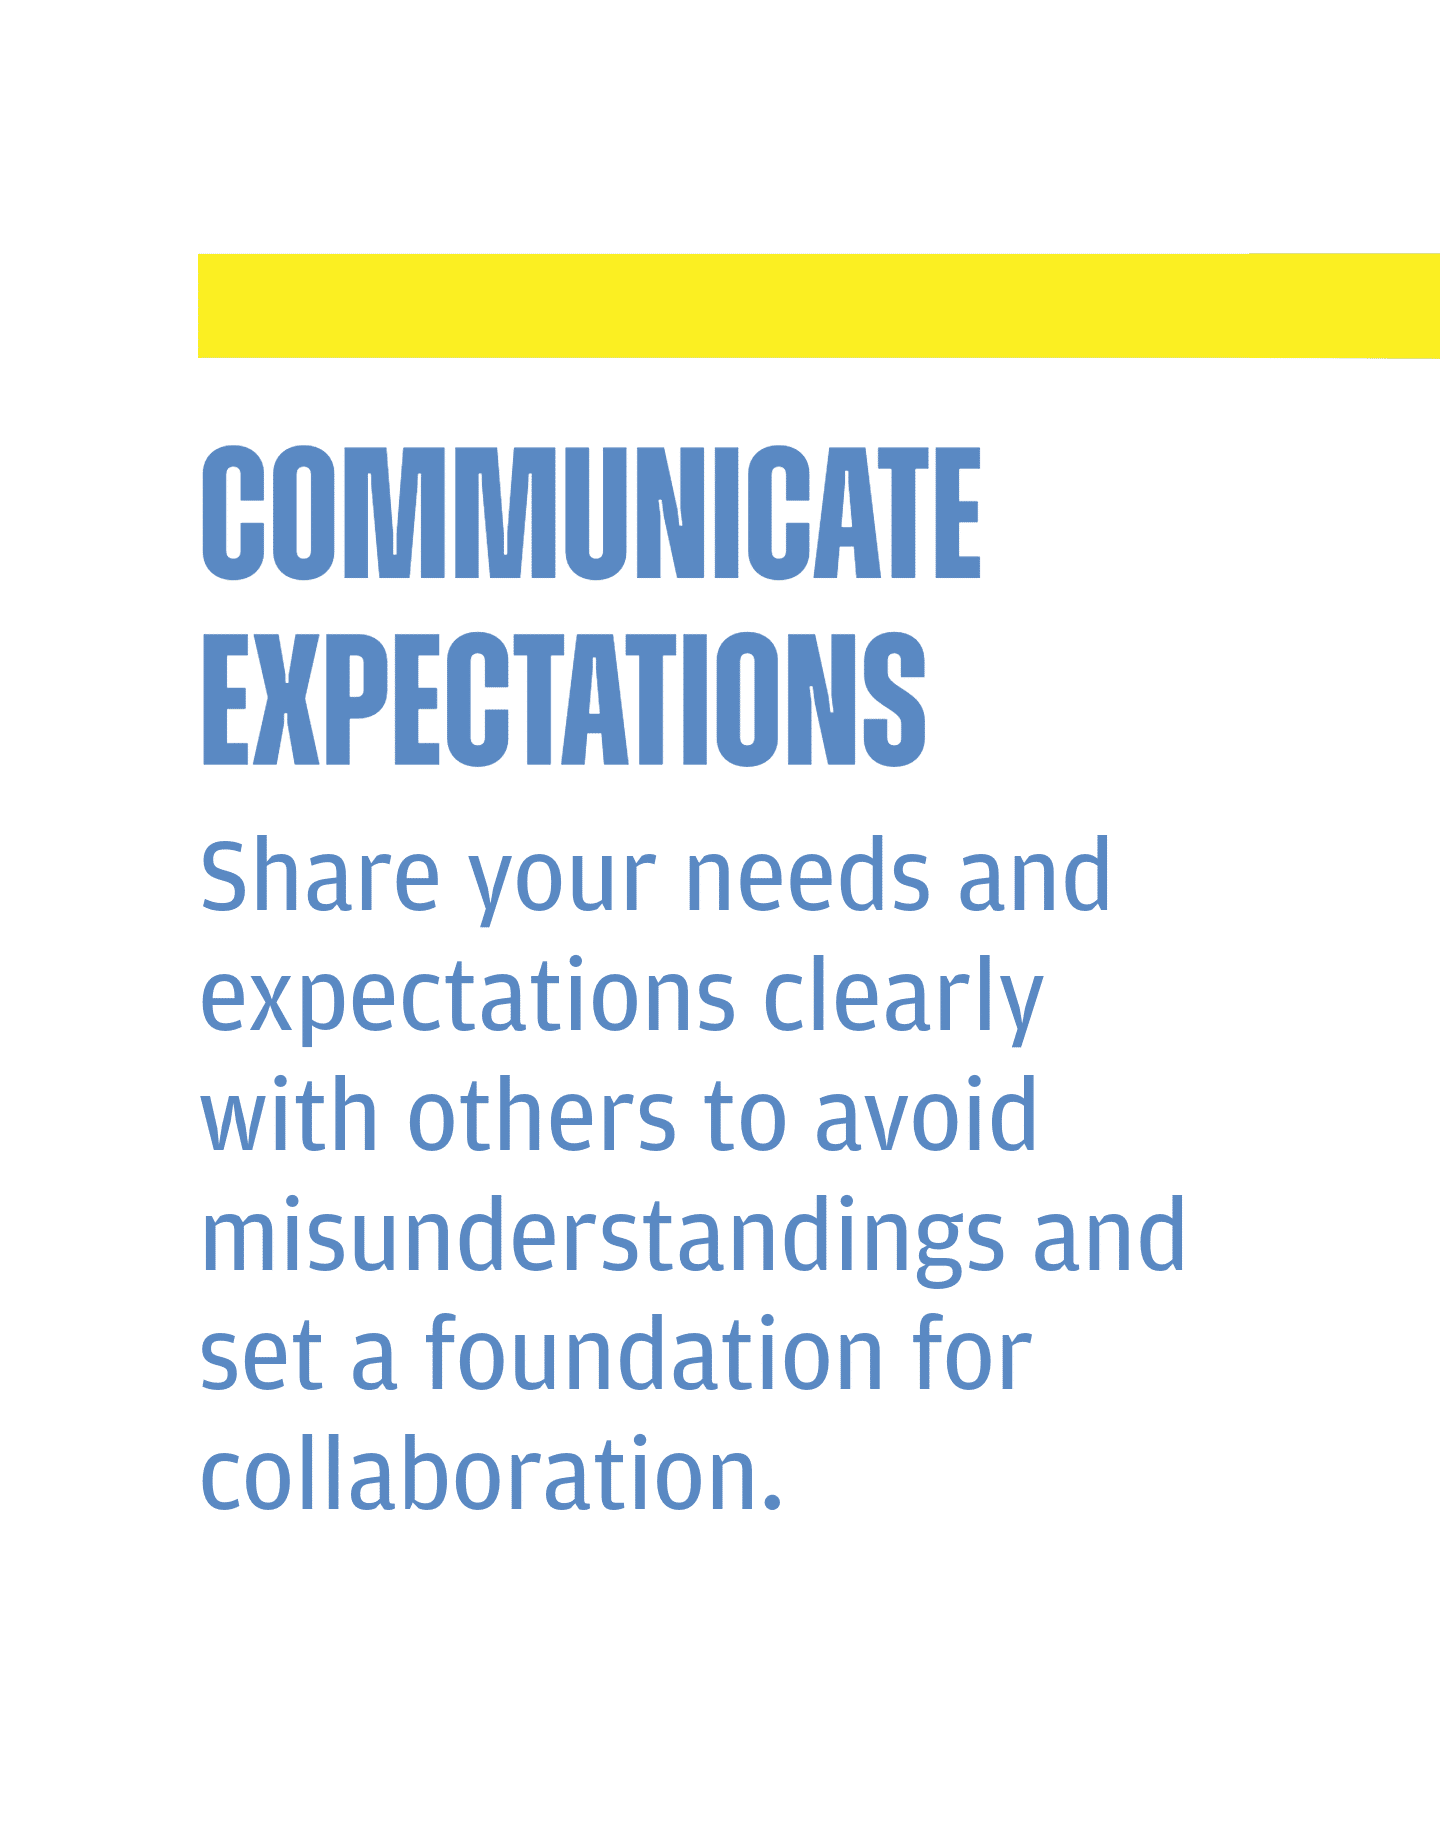 COMMUNICATE
EXPECTATIONS
Share your needs and
expectations clearly
with others to avoid
misunderstandings and
set a foundation for
collaboration.